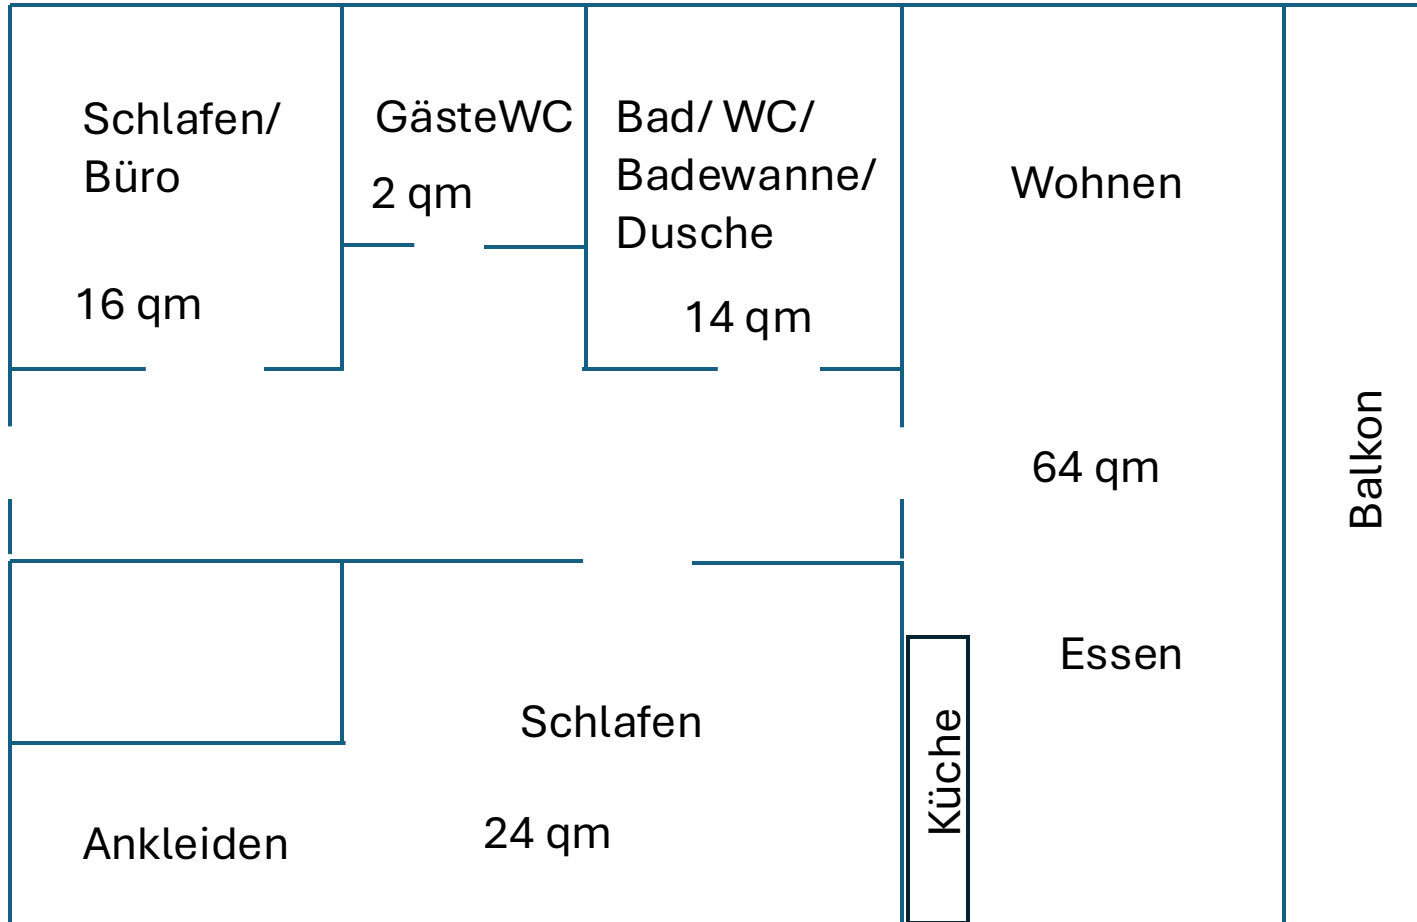 Schlafen/
Büro
16 qm
GästeWC
2 qm
Bad/ WC/
Badewanne/
Dusche
14 qm
Wohnen
64 qm
Essen
Küche
Balkon
Schlafen
24 qm
Ankleiden